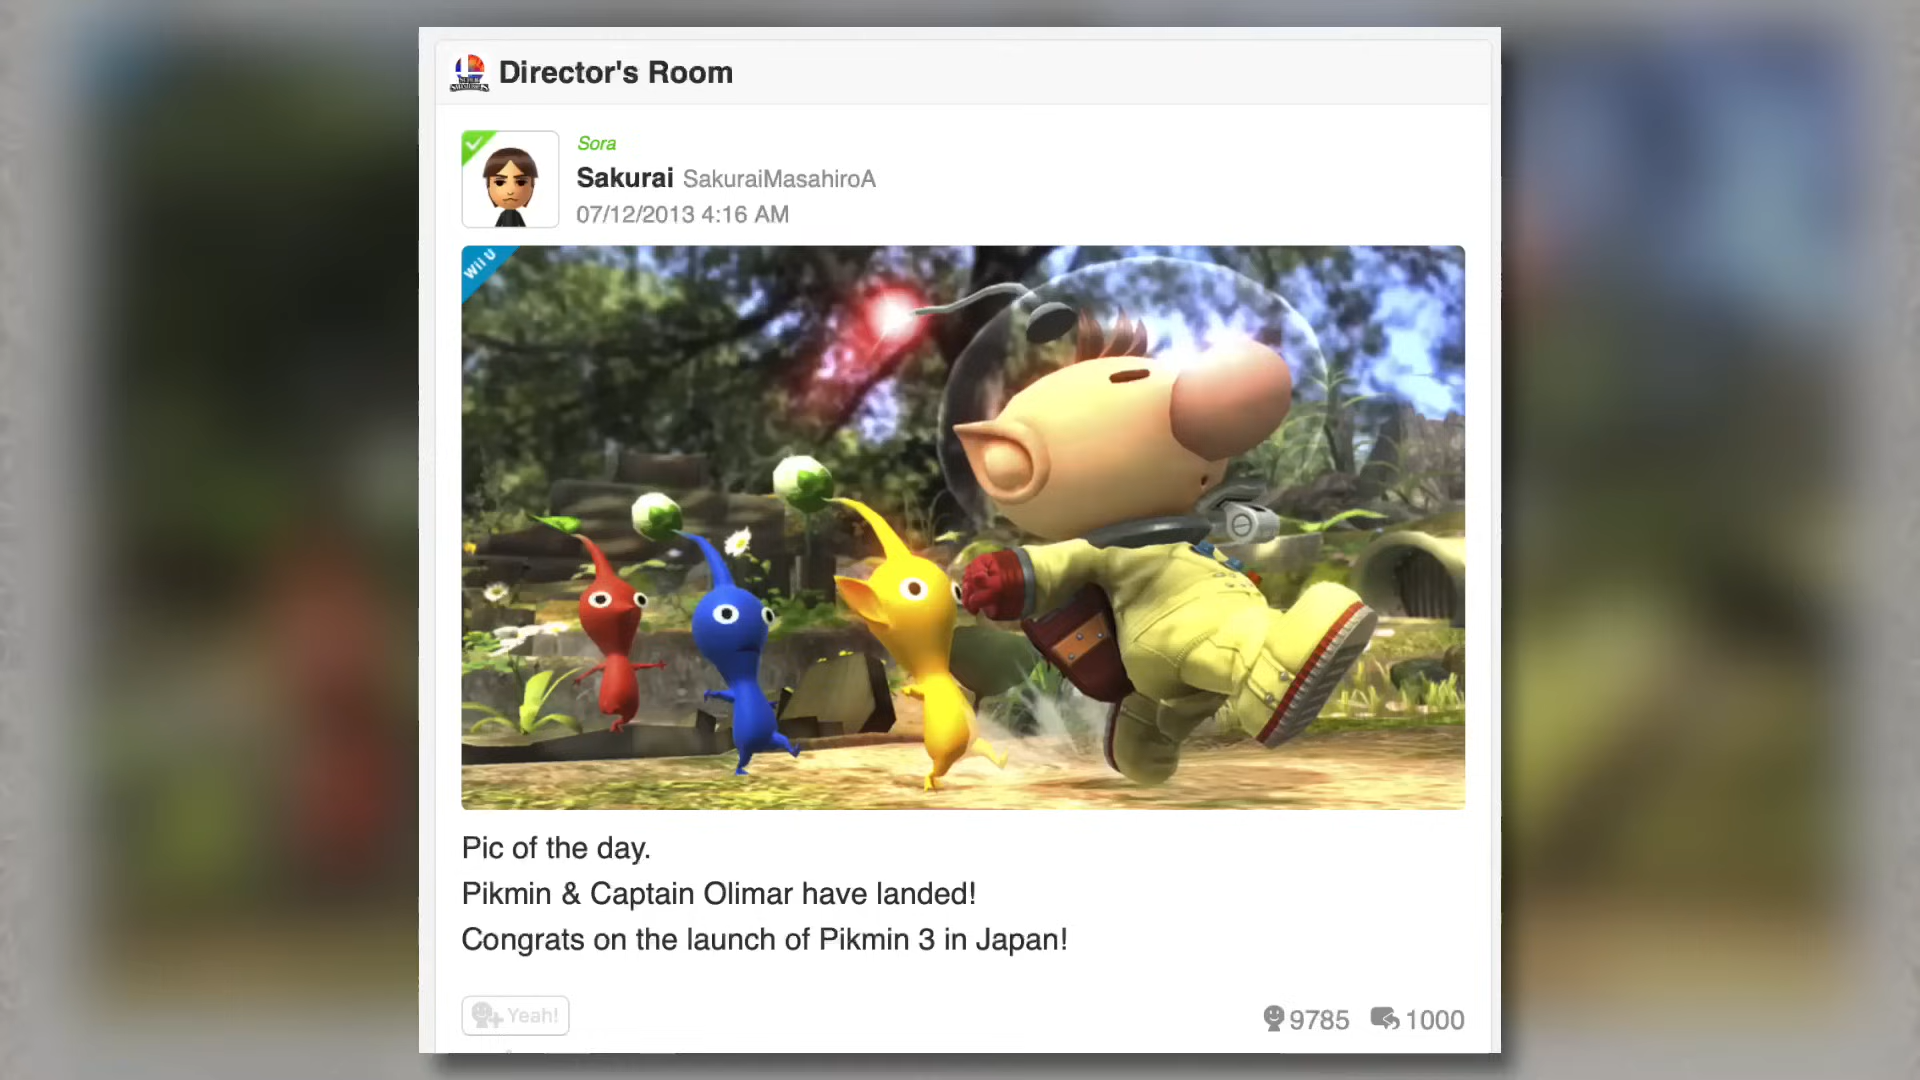 Director's Room
Sora
Sakurai SakuraiMasahiroA
07/12/2013 4:16 AM
Wii U
Pic of the day.
Pikmin & Captain Olimar have landed!
Congrats on the launch of Pikmin 3 in Japan!
Yeah!
9785 1000